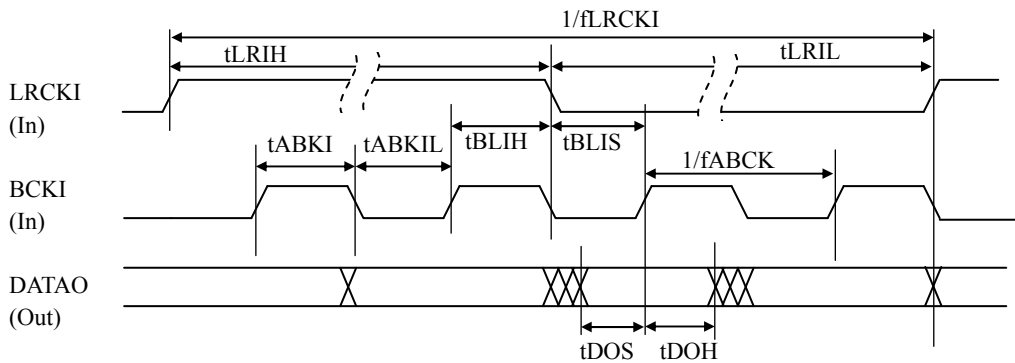 1/fLRCKI
tLRIH
tLRIL
LRCKI
(In)
tBLIH
tBLIS
tABKI
tABKIL
1/fABCK
BCKI
(In)
DATAO
(Out)
tDOS
tDOH